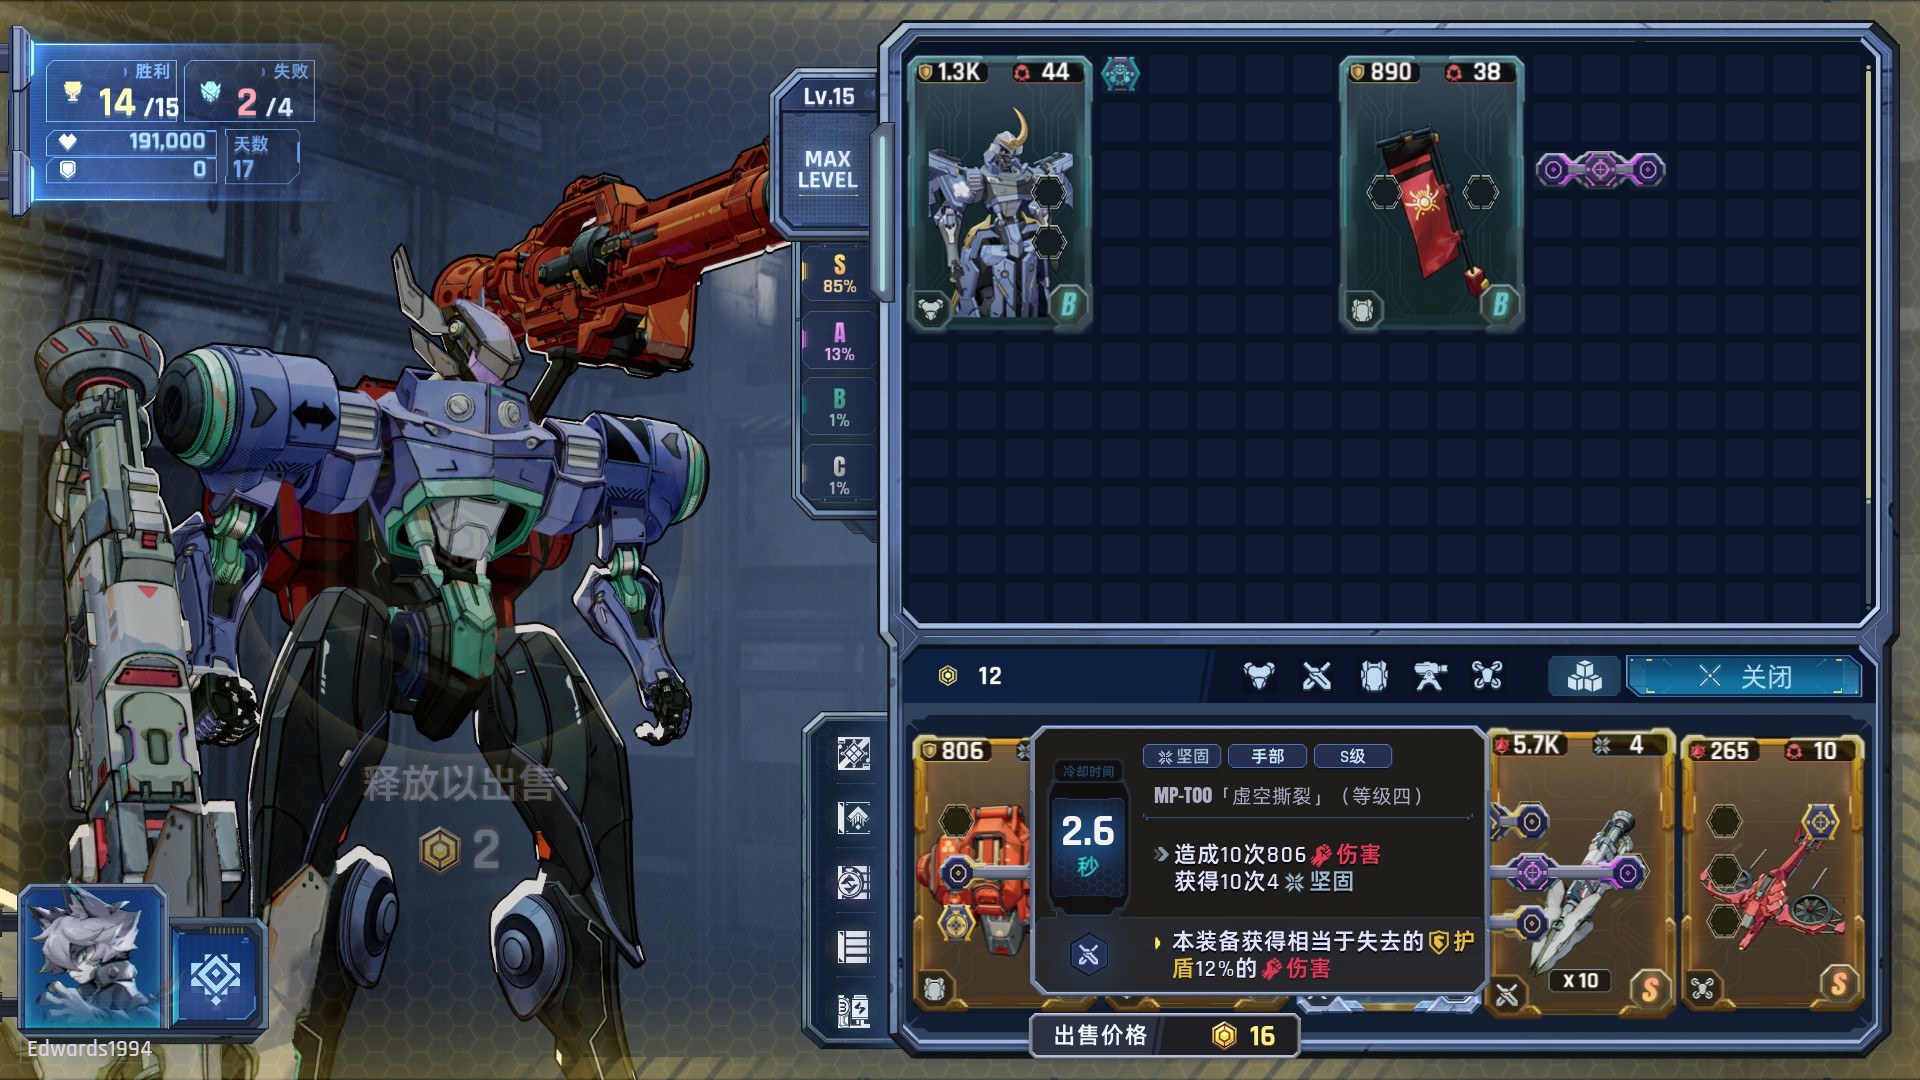 胜利
14 /15
失败
2 /4
191,000
0
天数
17
Lv.15
MAX
LEVEL
S
85%
A
13%
B
1%
C
1%
1.3K
44
B
890
38
B
12
关闭
释放以出售
2
806
冷却时间
2.6
秒
坚固
手部
S级
MP-T00「虚空撕裂」（等级四）
造成10次806伤害
获得10次4坚固
本装备获得相当于失去的护
盾12%的伤害
5.7K
4
x10
S
265
10
S
出售价格
16
Edwards1994